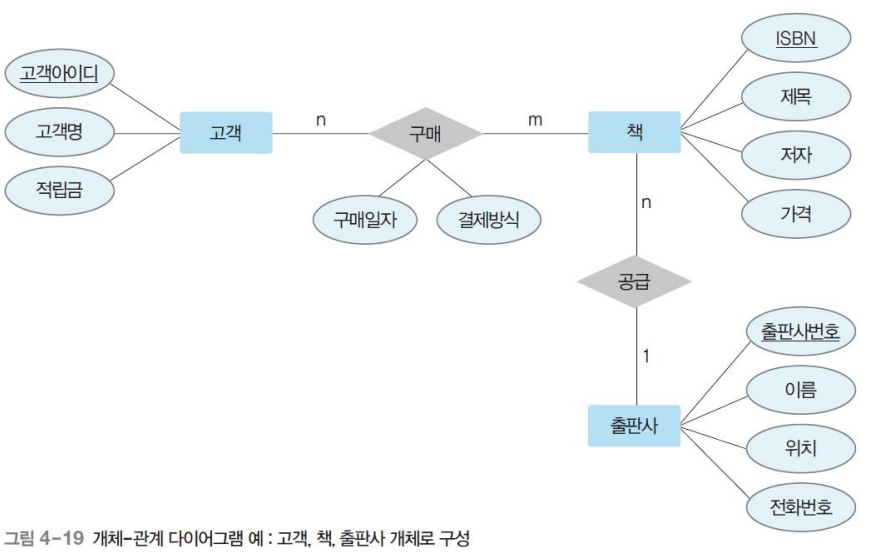 고객아이디
고객명
적립금
고객
n
구매
m
책
구매일자
결제방식
ISBN
제목
저자
가격
n
공급
1
출판사
출판사번호
이름
위치
전화번호
그림 4-19 개체-관계 다이어그램 예 : 고객, 책, 출판사 개체로 구성